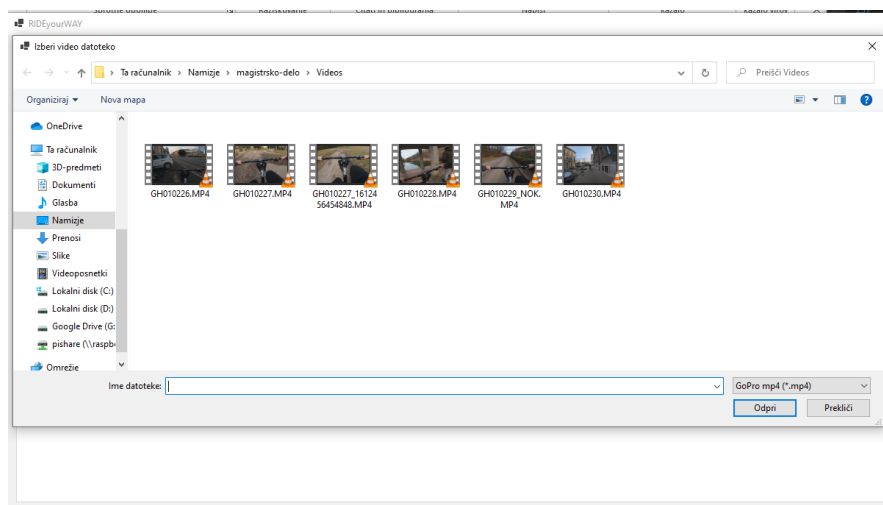 RIDEyourWAY
Izberi video datoteko
Ta računalnik > Namizje > magistrsko-delo > Videos
Preišči Videos
Organiziraj
Nova mapa
OneDrive
Ta računalnik
3D-predmeti
Dokumenti
Glasba
Namizje
Prenosi
Slike
Videoposnetki
Lokalni disk (C:)
Lokalni disk (D:)
Google Drive (G:
pishare (\\raspb
Omrežje
GH010226.MP4
GH010227.MP4
GH010227_16124
56454848.MP4
GH010228.MP4
GH010229_NOK.
MP4
GH010230.MP4
Ime datoteke:
GoPro mp4 (*.mp4)
Odpri
Prekliči